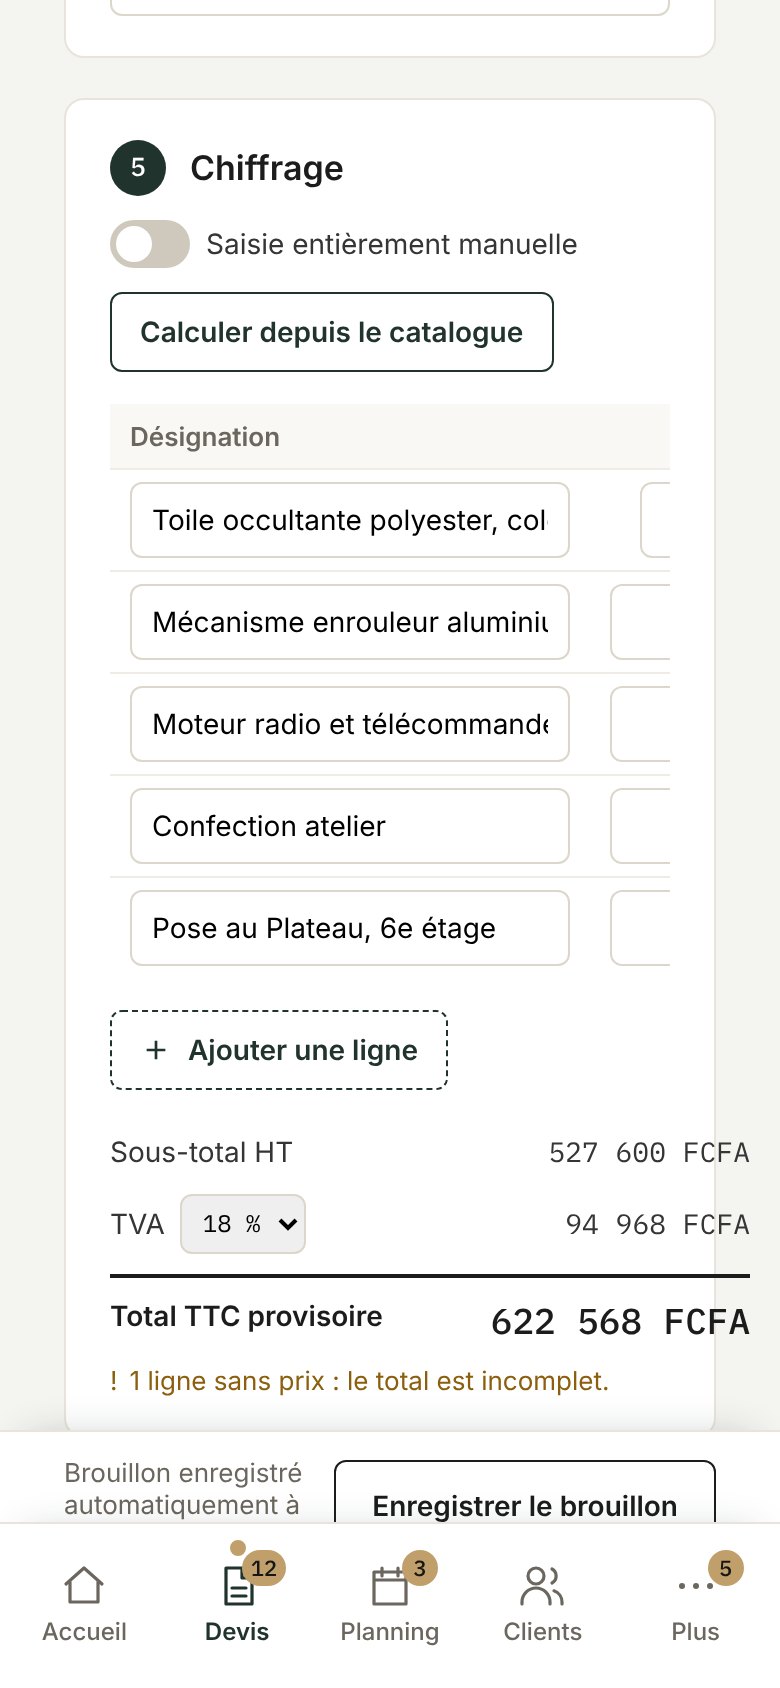 5 Chiffrage
Saisie entièrement manuelle
Calculer depuis le catalogue
Désignation
Toile occultante polyester, col
Mécanisme enrouleur alumini
Moteur radio et télécommand
Confection atelier
Pose au Plateau, 6e étage
+ Ajouter une ligne
Sous-total HT 527 600 FCFA
TVA 18 % 94 968 FCFA
Total TTC provisoire 622 568 FCFA
! 1 ligne sans prix : le total est incomplet.
Brouillon enregistré
automatiquement à
Enregistrer le brouillon
12 3 5
Accueil Devis Planning Clients Plus